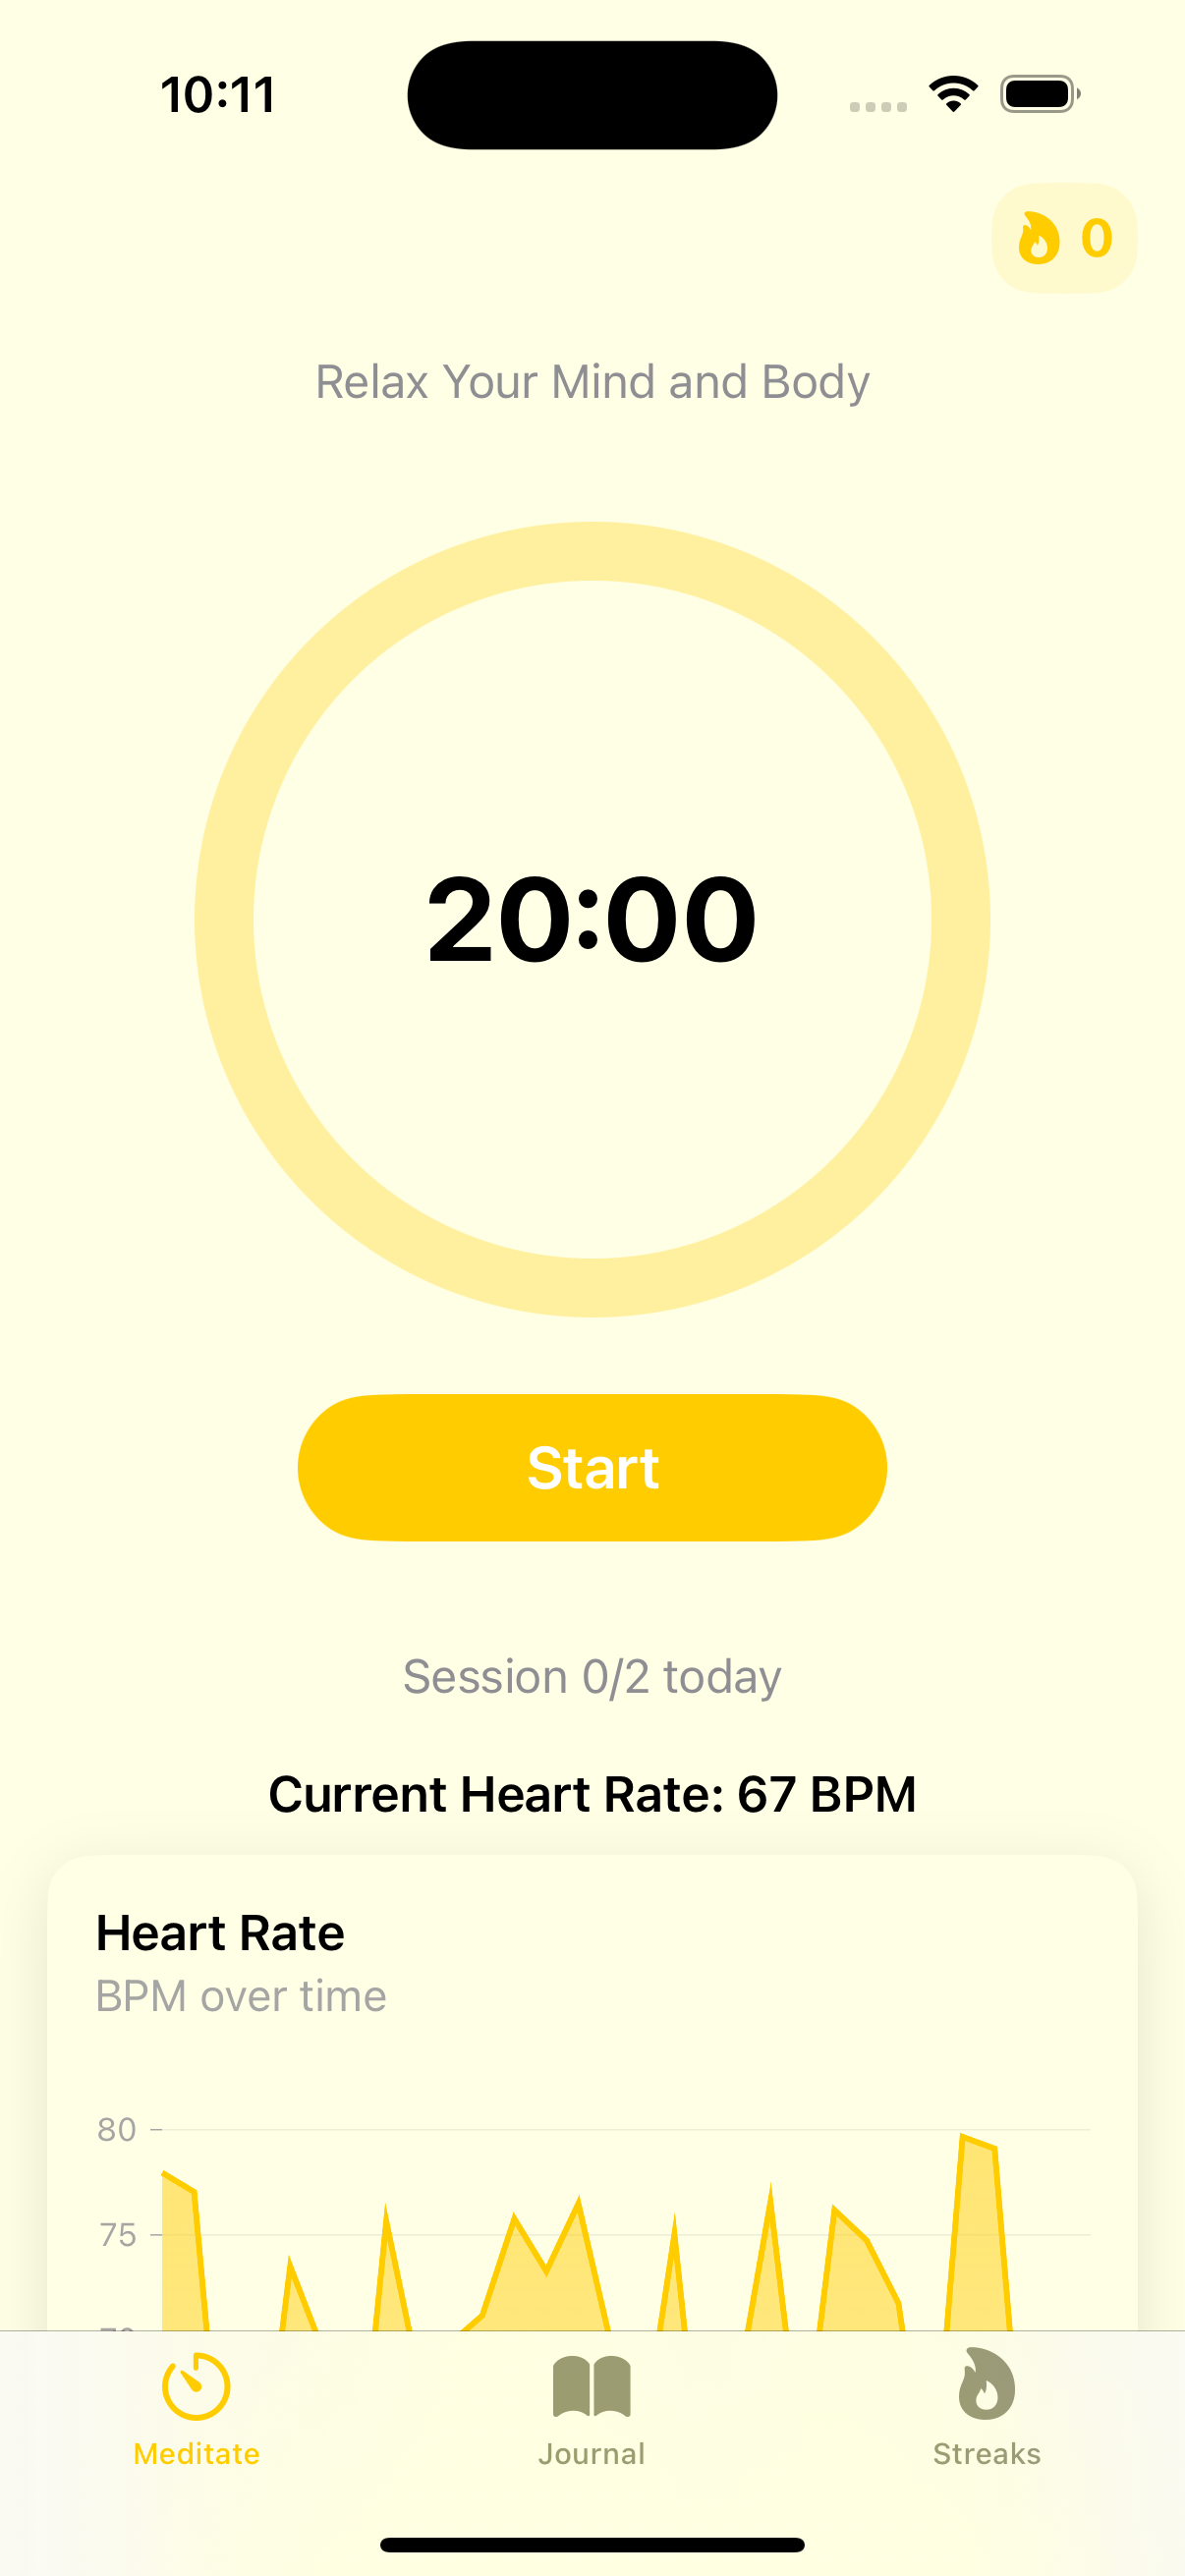 10:11
0
Relax Your Mind and Body
20:00
Start
Session 0/2 today
Current Heart Rate: 67 BPM
Heart Rate
BPM over time
80
75
Meditate
Journal
Streaks